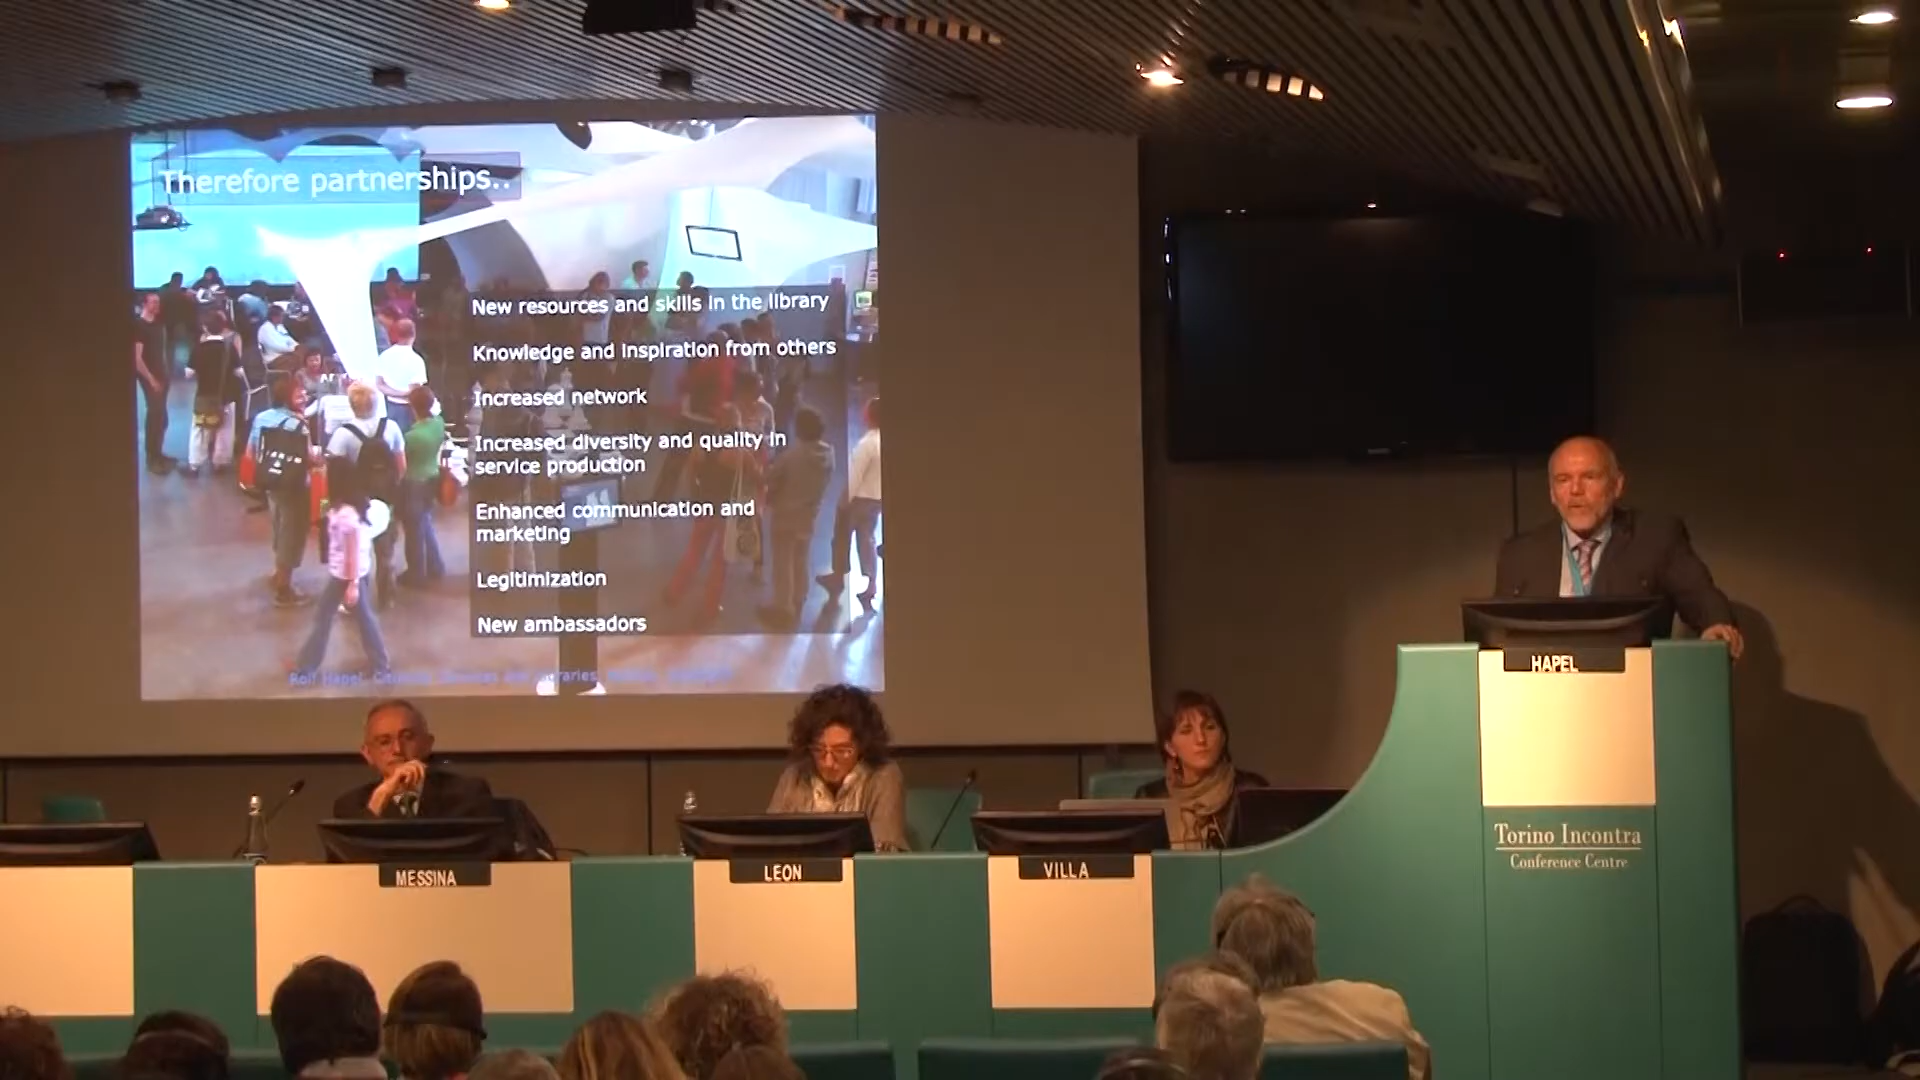 Therefore partnerships..
New resources and skills in the library
Knowledge and inspiration from others
Increased network
Increased diversity and quality in
service production
Enhanced communication and
marketing
Legitimization
New ambassadors
Rolf Hapel,
HAPEL
Torino Incontra
Conference Centre
MESSINA
LEON
VILLA